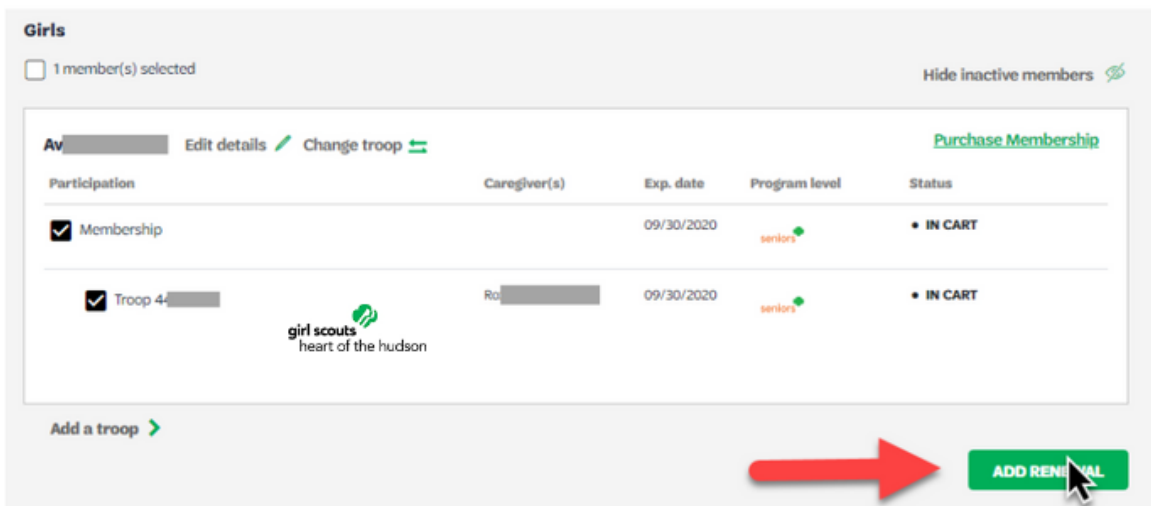 Girls
1 member(s) selected
Hide inactive members
Av Edit details Change troop Purchase Membership
Participation Caregiver(s) Exp. date Program level Status
Membership 09/30/2020 seniors • IN CART
Troop 44 Ro 09/30/2020 seniors • IN CART
girl scouts
heart of the hudson
Add a troop
ADD RENEWAL